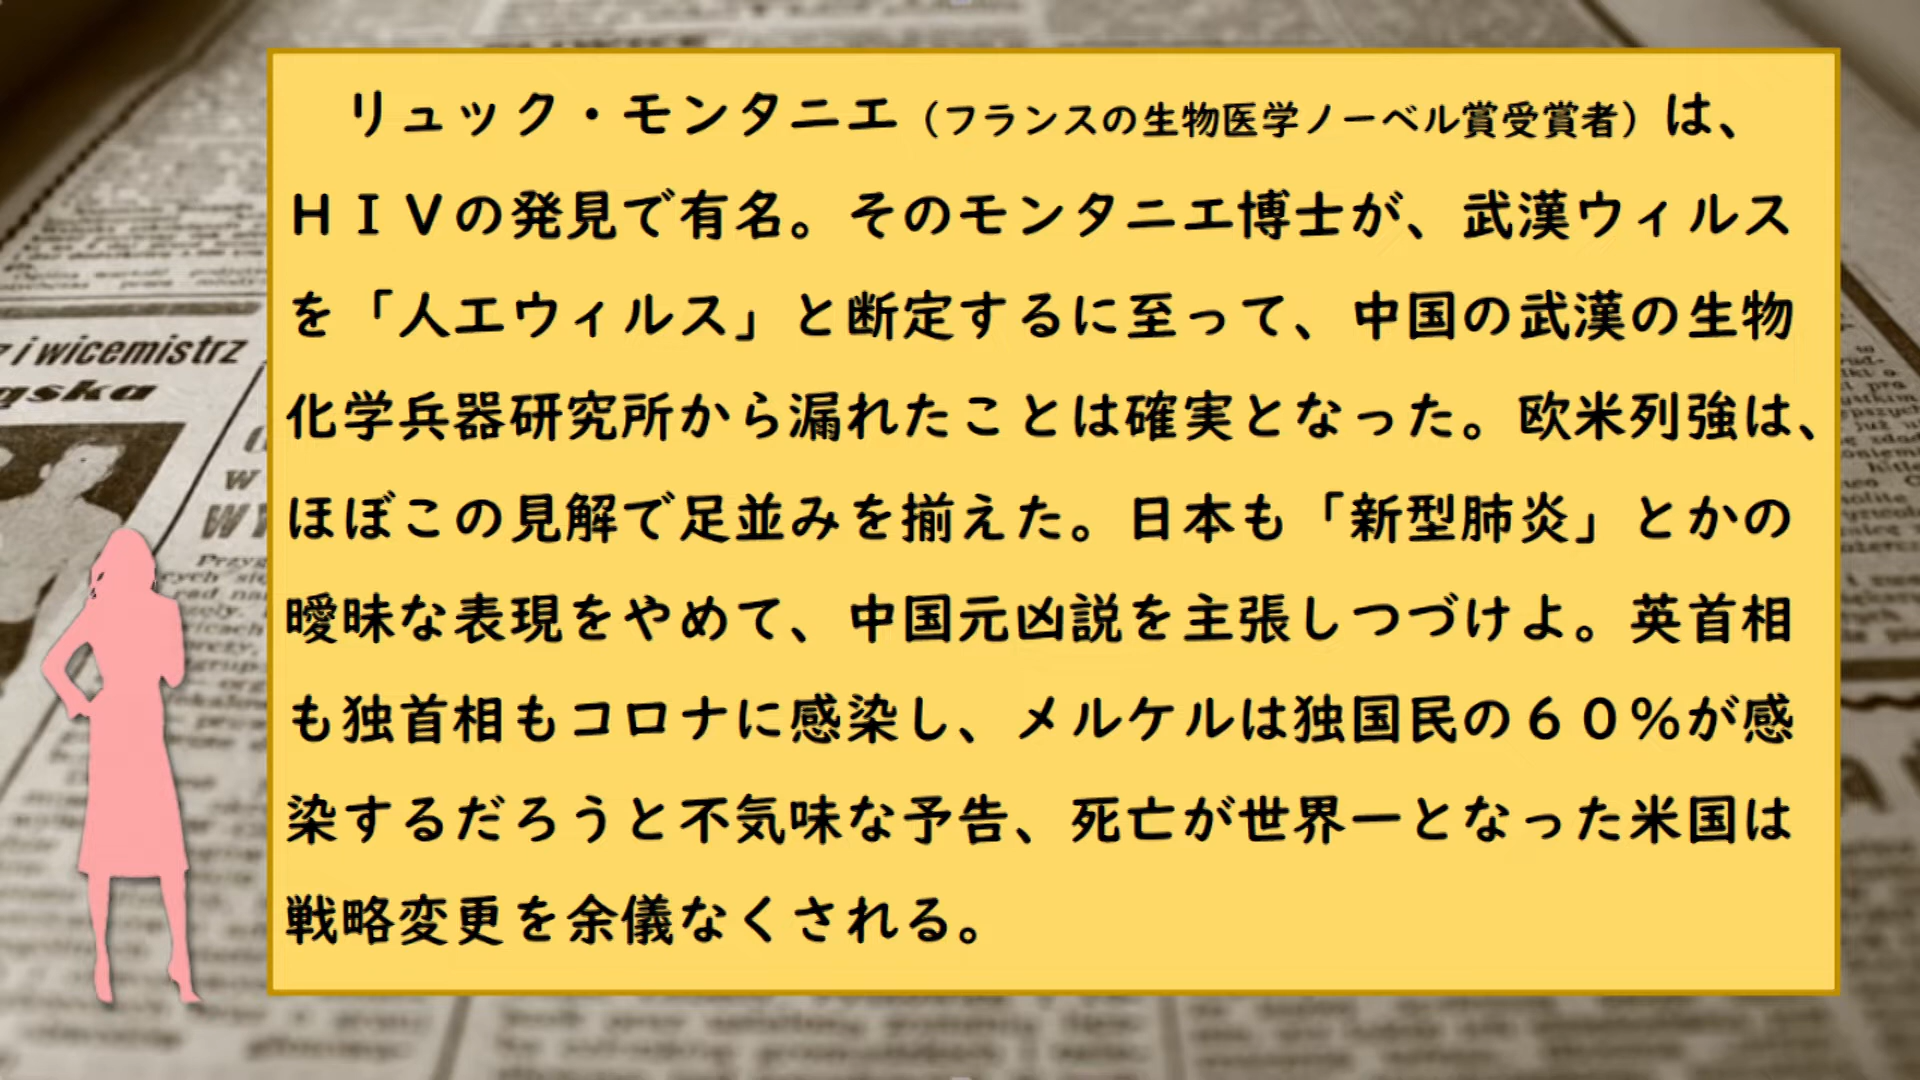 リュック・モンタニエ（フランスの生物医学ノーベル賞受賞者）は、
ＨＩＶの発見で有名。そのモンタニエ博士が、武漢ウィルス
を「人工ウィルス」と断定するに至って、中国の武漢の生物
化学兵器研究所から漏れたことは確実となった。欧米列強は、
ほぼこの見解で足並みを揃えた。日本も「新型肺炎」とかの
曖昧な表現をやめて、中国元凶説を主張しつづけよ。英首相
も独首相もコロナに感染し、メルケルは独国民の６０％が感
染するだろうと不気味な予告、死亡が世界一となった米国は
戦略変更を余儀なくされる。
i wicemistrz